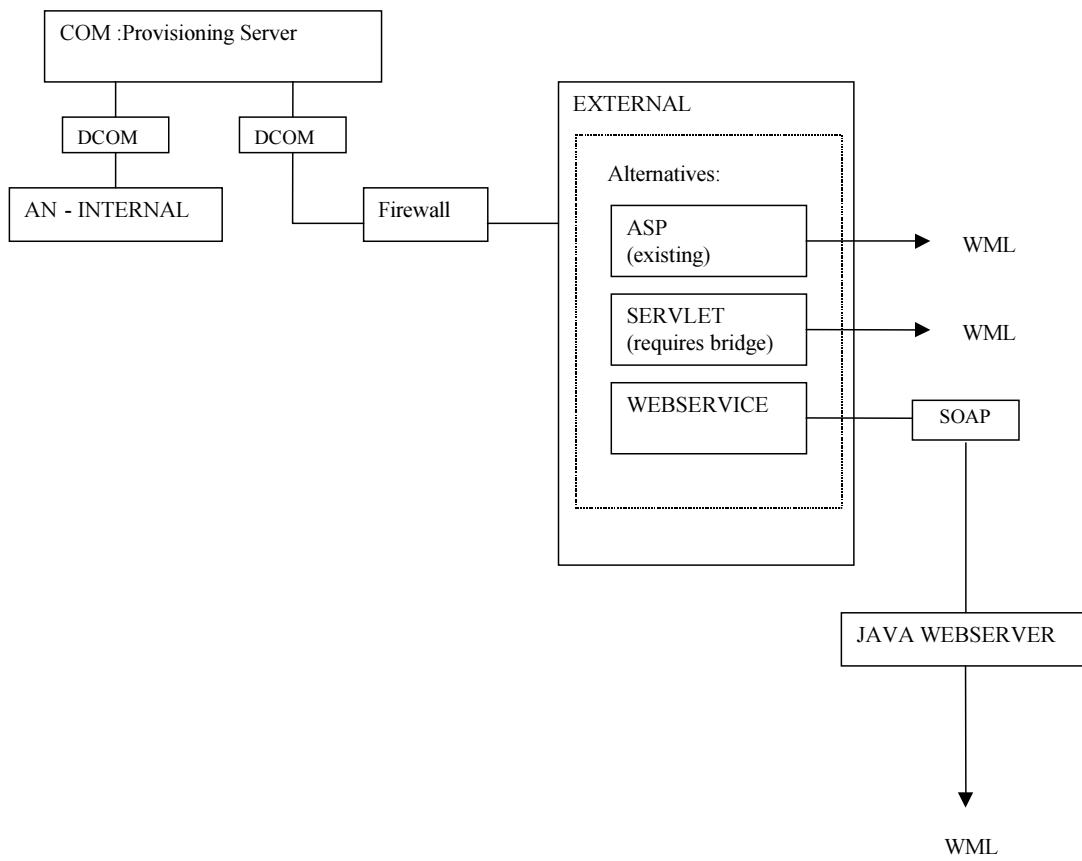 COM :Provisioning Server
DCOM
DCOM
AN - INTERNAL
Firewall
EXTERNAL
Alternatives:
ASP
(existing)
WML
SERVLET
(requires bridge)
WML
WEBSERVICE
SOAP
JAVA WEBSERVER
WML